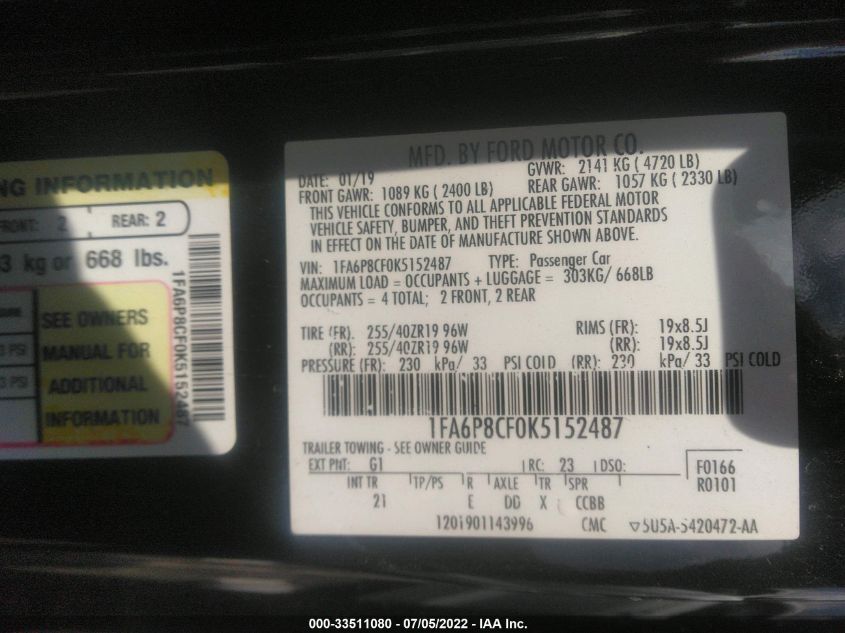 NG INFORMATION
FRONT: 2 REAR: 2
3 kg or 668 lbs.
SEE OWNERS
3 PSI MANUAL FOR
3 PSI ADDITIONAL
INFORMATION
1FA6P8CF0K5152487
MFD. BY FORD MOTOR CO.
DATE: 01/19 GVWR: 2141 KG (4720 LB)
FRONT GAWR: 1089 KG (2400 LB) REAR GAWR: 1057 KG (2330 LB)
THIS VEHICLE CONFORMS TO ALL APPLICABLE FEDERAL MOTOR
VEHICLE SAFETY, BUMPER, AND THEFT PREVENTION STANDARDS
IN EFFECT ON THE DATE OF MANUFACTURE SHOWN ABOVE.
VIN: 1FA6P8CF0K5152487 TYPE: Passenger Car
MAXIMUM LOAD = OCCUPANTS + LUGGAGE = 303KG/ 668LB
OCCUPANTS = 4 TOTAL; 2 FRONT, 2 REAR
TIRE (FR). 255/40ZR19 96W RIMS (FR): 19x8.5J
(RR): 255/40ZR19 96W (RR): 19x8.5J
PRESSURE (FR): 230 kPa/ 33 PSI COLD (RR): 230 kPa/ 33 PSI COLD
1FA6P8CF0K5152487
TRAILER TOWING - SEE OWNER GUIDE
EXT PNT: G1 RC: 23 DSO: F0166
INT TR TP/PS R AXLE TR SPR R0101
21 E DD X CCBB
1201901143996 CMC 5U5A-5420472-AA
000-33511080 - 07/05/2022 - IAA Inc.